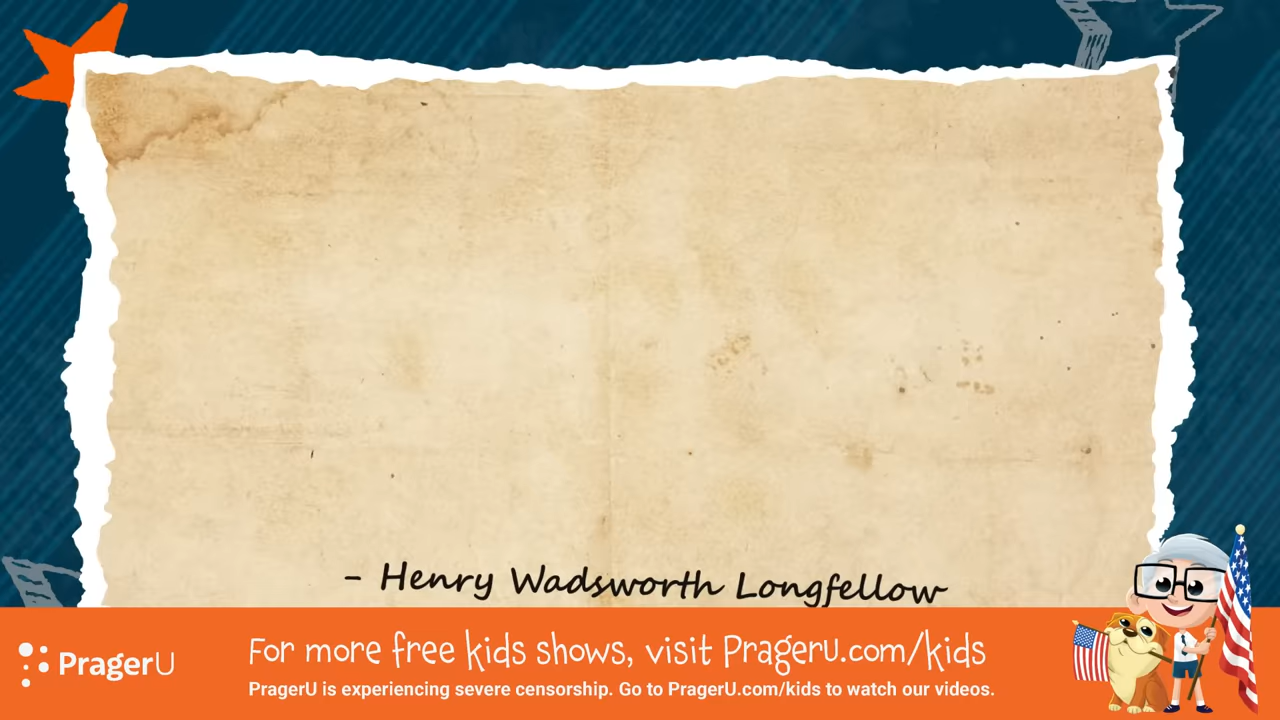 - Henry Wadsworth Longfellow
PragerU
For more free kids shows, visit PragerU.com/kids
PragerU is experiencing severe censorship. Go to PragerU.com/kids to watch our videos.